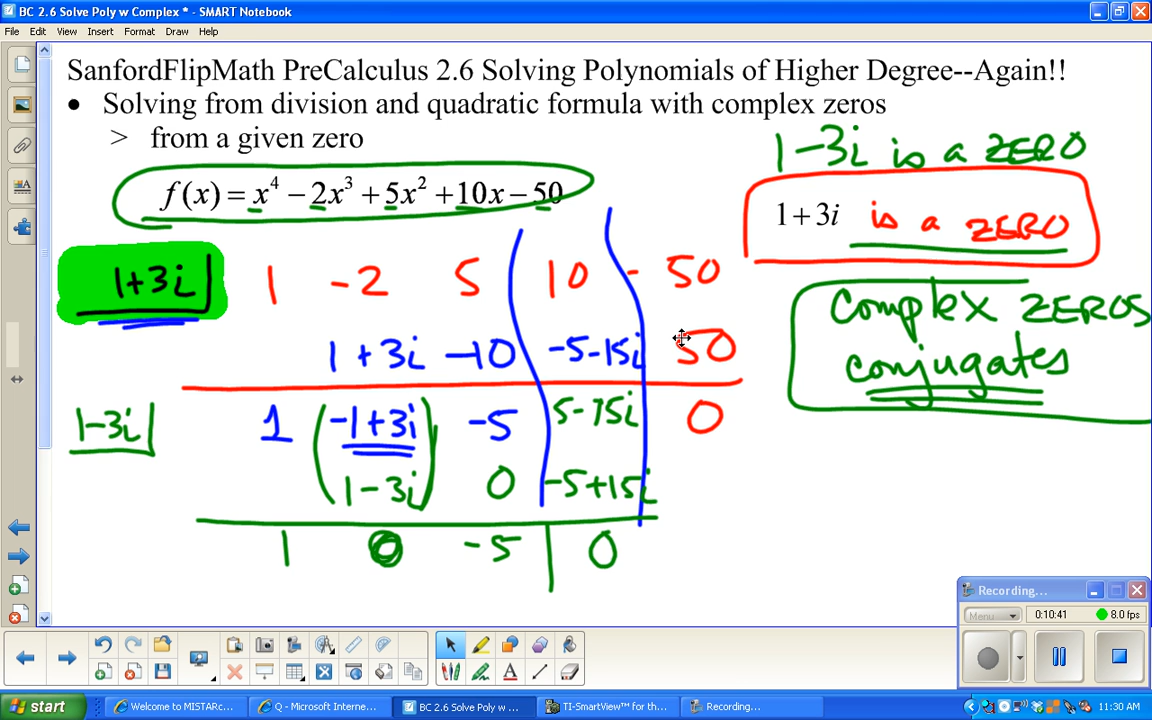 BC 2.6 Solve Poly w Complex * - SMART Notebook
File Edit View Insert Format Draw Help
SanfordFlipMath PreCalculus 2.6 Solving Polynomials of Higher Degree--Again!!
• Solving from division and quadratic formula with complex zeros
> from a given zero
1-3i is a ZERO
f(x) = x⁴ − 2x³ + 5x² + 10x − 50
1+3i is a ZERO
1+3i 1 -2 5 10 - 50
complex ZEROS
1+3i -10 -5-15i 50
conjugates
1-3i 1 (-1+3i) -5 5-15i 0
1-3i 0 -5+15i
1 0 -5 0
Recording...
Menu 0:10:41 8.0 fps
start Welcome to MISTARc... Q - Microsoft Interne... BC 2.6 Solve Poly w ... TI-SmartView™ for th... Recording... 11:30 AM